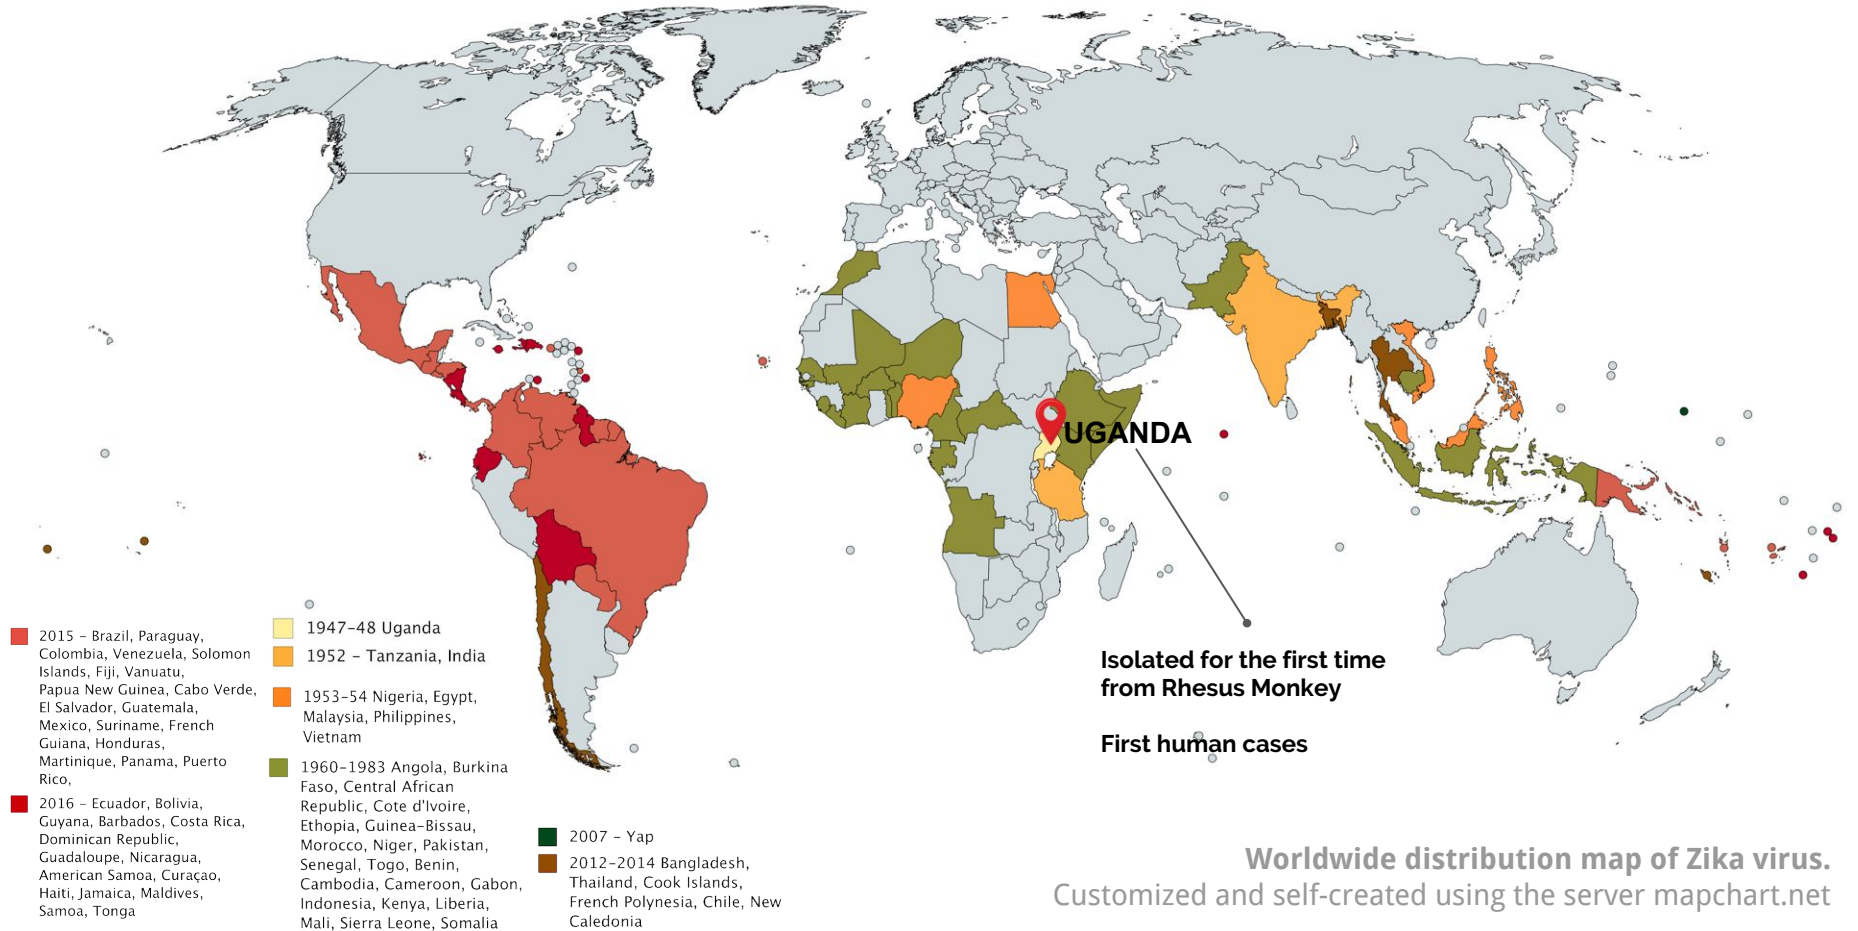 UGANDA
Isolated for the first time
from Rhesus Monkey
First human cases
2015 – Brazil, Paraguay,
Colombia, Venezuela, Solomon
Islands, Fiji, Vanuatu,
Papua New Guinea, Cabo Verde,
El Salvador, Guatemala,
Mexico, Suriname, French
Guiana, Honduras,
Martinique, Panama, Puerto
Rico,
2016 – Ecuador, Bolivia,
Guyana, Barbados, Costa Rica,
Dominican Republic,
Guadaloupe, Nicaragua,
American Samoa, Curaçao,
Haiti, Jamaica, Maldives,
Samoa, Tonga
1947–48 Uganda
1952 – Tanzania, India
1953–54 Nigeria, Egypt,
Malaysia, Philippines,
Vietnam
1960–1983 Angola, Burkina
Faso, Central African
Republic, Cote d'Ivoire,
Ethopia, Guinea–Bissau,
Morocco, Niger, Pakistan,
Senegal, Togo, Benin,
Cambodia, Cameroon, Gabon,
Indonesia, Kenya, Liberia,
Mali, Sierra Leone, Somalia
2007 – Yap
2012–2014 Bangladesh,
Thailand, Cook Islands,
French Polynesia, Chile, New
Caledonia
Worldwide distribution map of Zika virus.
Customized and self-created using the server mapchart.net